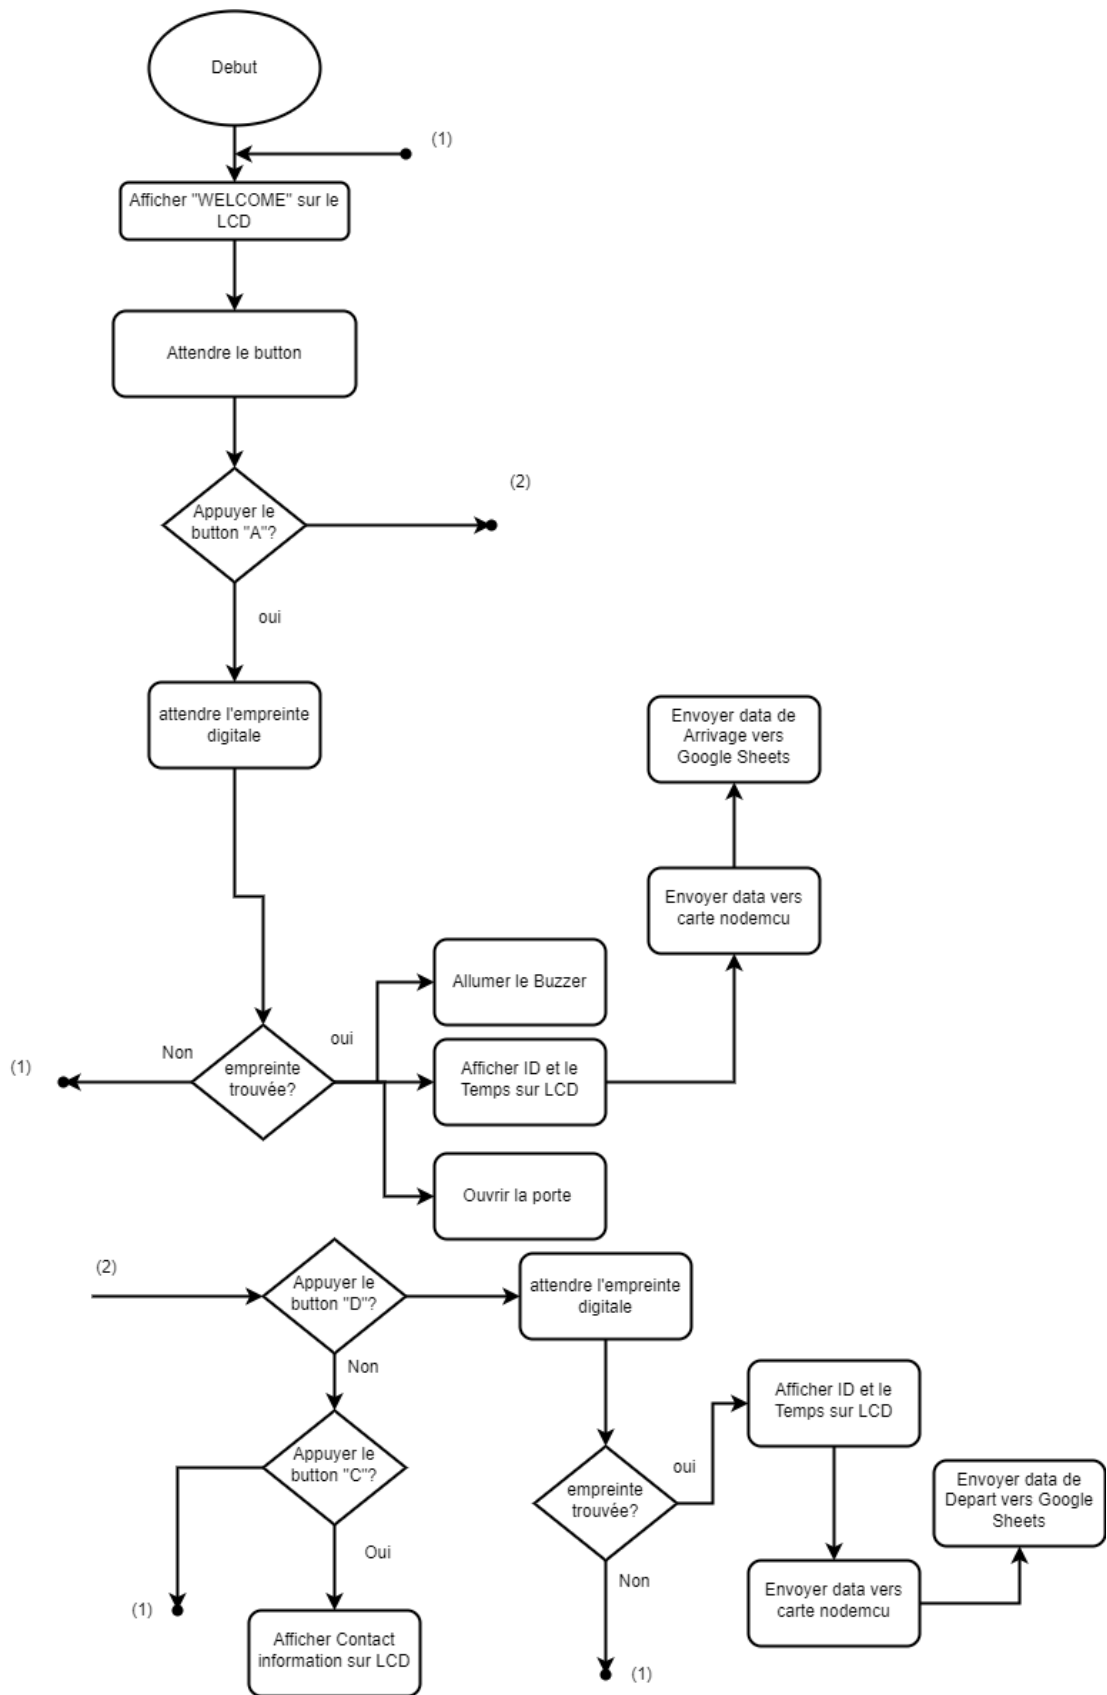 Debut
(1)
Afficher "WELCOME" sur le
LCD
Attendre le button
(2)
Appuyer le
button "A"?
oui
attendre l'empreinte
digitale
Envoyer data de
Arrivage vers
Google Sheets
Envoyer data vers
carte nodemcu
Allumer le Buzzer
oui
Non
(1)
empreinte
trouvée?
Afficher ID et le
Temps sur LCD
Ouvrir la porte
(2)
Appuyer le
button "D"?
attendre l'empreinte
digitale
Non
Afficher ID et le
Temps sur LCD
Appuyer le
button "C"?
oui
empreinte
trouvée?
Envoyer data de
Depart vers Google
Sheets
Oui
Non
Envoyer data vers
carte nodemcu
(1)
Afficher Contact
information sur LCD
(1)